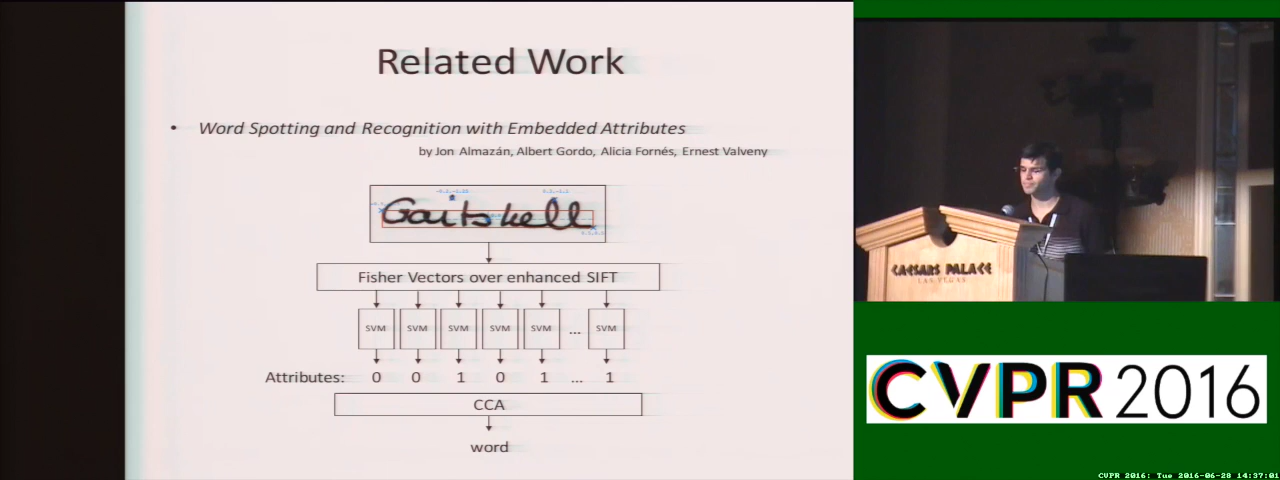 Related Work
• Word Spotting and Recognition with Embedded Attributes
by Jon Almazán, Albert Gordo, Alicia Fornés, Ernest Valveny
Gaitskell
Fisher Vectors over enhanced SIFT
SVM SVM SVM SVM SVM ... SVM
Attributes: 0 0 1 0 1 ... 1
CCA
word
CAESARS PALACE
LAS VEGAS
CVPR 2016
CVPR 2016: Tue 2016-06-28 14:37:01